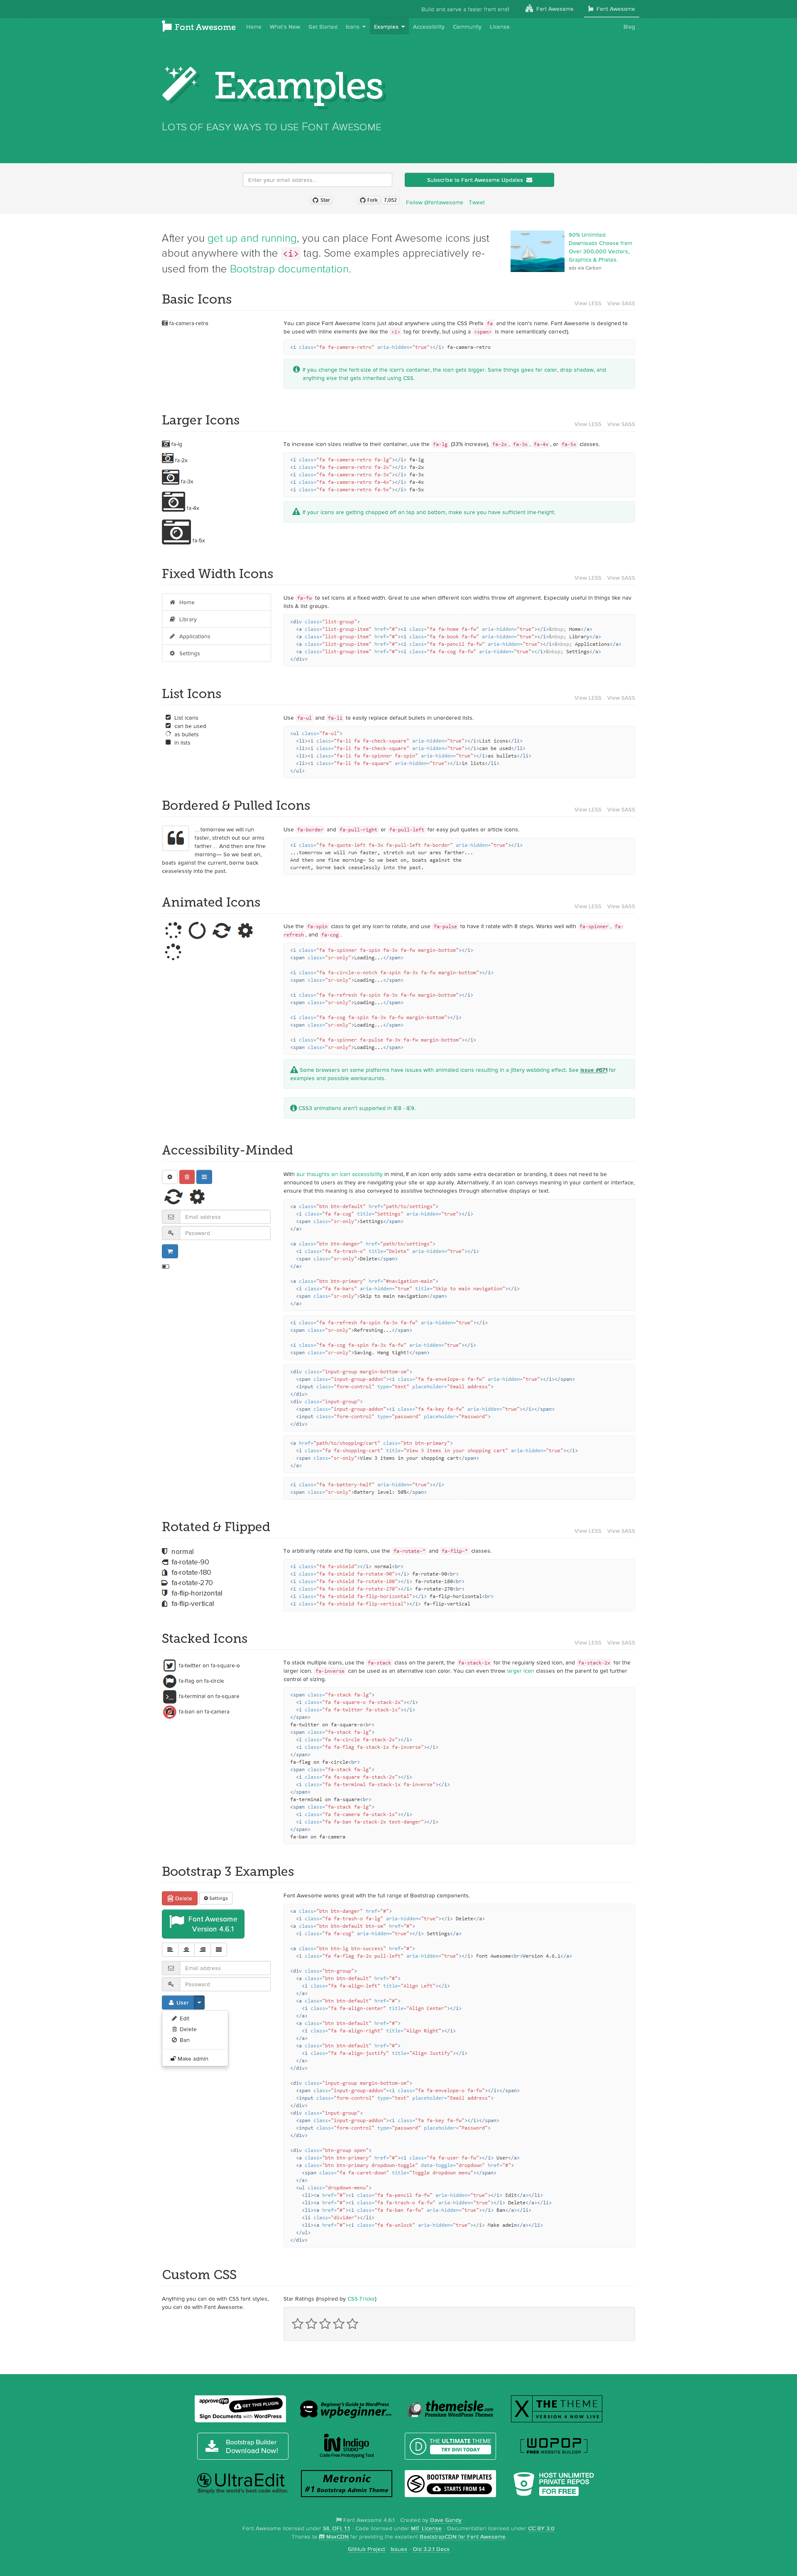 Build and serve a faster front end!
Fort Awesome
Font Awesome
Font Awesome
Home
What's New
Get Started
Icons
Examples
Accessibility
Community
License
Blog
Examples
Lots of easy ways to use Font Awesome
Enter your email address...
Subscribe to Font Awesome Updates
Star
Fork
7,052
Follow @fontawesome
Tweet
After you get up and running, you can place Font Awesome icons just
about anywhere with the <i> tag. Some examples appreciatively re-
used from the Bootstrap documentation.
90% Unlimited
Downloads Choose from
Over 300,000 Vectors,
Graphics & Photos.
ads via Carbon
Basic Icons
View LESS View SASS
fa-camera-retro
You can place Font Awesome icons just about anywhere using the CSS Prefix fa and the icon's name. Font Awesome is designed to
be used with inline elements (we like the <i> tag for brevity, but using a <span> is more semantically correct).
<i class="fa fa-camera-retro" aria-hidden="true"></i> fa-camera-retro
If you change the font-size of the icon's container, the icon gets bigger. Same things goes for color, drop shadow, and
anything else that gets inherited using CSS.
Larger Icons
View LESS View SASS
fa-lg
fa-2x
fa-3x
fa-4x
fa-5x
To increase icon sizes relative to their container, use the fa-lg (33% increase), fa-2x, fa-3x, fa-4x, or fa-5x classes.
<i class="fa fa-camera-retro fa-lg"></i> fa-lg
<i class="fa fa-camera-retro fa-2x"></i> fa-2x
<i class="fa fa-camera-retro fa-3x"></i> fa-3x
<i class="fa fa-camera-retro fa-4x"></i> fa-4x
<i class="fa fa-camera-retro fa-5x"></i> fa-5x
If your icons are getting chopped off on top and bottom, make sure you have sufficient line-height.
Fixed Width Icons
View LESS View SASS
Home
Library
Applications
Settings
Use fa-fw to set icons at a fixed width. Great to use when different icon widths throw off alignment. Especially useful in things like nav
lists & list groups.
<div class="list-group">
<a class="list-group-item" href="#"><i class="fa fa-home fa-fw" aria-hidden="true"></i>&nbsp; Home</a>
<a class="list-group-item" href="#"><i class="fa fa-book fa-fw" aria-hidden="true"></i>&nbsp; Library</a>
<a class="list-group-item" href="#"><i class="fa fa-pencil fa-fw" aria-hidden="true"></i>&nbsp; Applications</a>
<a class="list-group-item" href="#"><i class="fa fa-cog fa-fw" aria-hidden="true"></i>&nbsp; Settings</a>
</div>
List Icons
View LESS View SASS
List icons
can be used
as bullets
in lists
Use fa-ul and fa-li to easily replace default bullets in unordered lists.
<ul class="fa-ul">
<li><i class="fa-li fa fa-check-square" aria-hidden="true"></i>List icons</li>
<li><i class="fa-li fa fa-check-square" aria-hidden="true"></i>can be used</li>
<li><i class="fa-li fa fa-spinner fa-spin" aria-hidden="true"></i>as bullets</li>
<li><i class="fa-li fa fa-square" aria-hidden="true"></i>in lists</li>
</ul>
Bordered & Pulled Icons
View LESS View SASS
...tomorrow we will run
faster, stretch out our arms
farther... And then one fine
morning— So we beat on,
boats against the current, borne back
ceaselessly into the past.
Use fa-border and fa-pull-right or fa-pull-left for easy pull quotes or article icons.
<i class="fa fa-quote-left fa-3x fa-pull-left fa-border" aria-hidden="true"></i>
...tomorrow we will run faster, stretch out our arms farther...
And then one fine morning— So we beat on, boats against the
current, borne back ceaselessly into the past.
Animated Icons
View LESS View SASS
Use the fa-spin class to get any icon to rotate, and use fa-pulse to have it rotate with 8 steps. Works well with fa-spinner, fa-
refresh, and fa-cog.
<i class="fa fa-spinner fa-spin fa-3x fa-fw margin-bottom"></i>
<span class="sr-only">Loading...</span>
<i class="fa fa-circle-o-notch fa-spin fa-3x fa-fw margin-bottom"></i>
<span class="sr-only">Loading...</span>
<i class="fa fa-refresh fa-spin fa-3x fa-fw margin-bottom"></i>
<span class="sr-only">Loading...</span>
<i class="fa fa-cog fa-spin fa-3x fa-fw margin-bottom"></i>
<span class="sr-only">Loading...</span>
<i class="fa fa-spinner fa-pulse fa-3x fa-fw margin-bottom"></i>
<span class="sr-only">Loading...</span>
Some browsers on some platforms have issues with animated icons resulting in a jittery wobbling effect. See issue #671 for
examples and possible workarounds.
CSS3 animations aren't supported in IE8 - IE9.
Accessibility-Minded
Email address
Password
With our thoughts on icon accessibility in mind, if an icon only adds some extra decoration or branding, it does not need to be
announced to users as they are navigating your site or app aurally. Alternatively, if an icon conveys meaning in your content or interface,
ensure that this meaning is also conveyed to assistive technologies through alternative displays or text.
<a class="btn btn-default" href="path/to/settings">
<i class="fa fa-cog" title="Settings" aria-hidden="true"></i>
<span class="sr-only">Settings</span>
</a>
<a class="btn btn-danger" href="path/to/settings">
<i class="fa fa-trash-o" title="Delete" aria-hidden="true"></i>
<span class="sr-only">Delete</span>
</a>
<a class="btn btn-primary" href="#navigation-main">
<i class="fa fa-bars" aria-hidden="true" title="Skip to main navigation"></i>
<span class="sr-only">Skip to main navigation</span>
</a>
<i class="fa fa-refresh fa-spin fa-3x fa-fw" aria-hidden="true"></i>
<span class="sr-only">Refreshing...</span>
<i class="fa fa-cog fa-spin fa-3x fa-fw" aria-hidden="true"></i>
<span class="sr-only">Saving. Hang tight!</span>
<div class="input-group margin-bottom-sm">
<span class="input-group-addon"><i class="fa fa-envelope-o fa-fw" aria-hidden="true"></i></span>
<input class="form-control" type="text" placeholder="Email address">
</div>
<div class="input-group">
<span class="input-group-addon"><i class="fa fa-key fa-fw" aria-hidden="true"></i></span>
<input class="form-control" type="password" placeholder="Password">
</div>
<a href="path/to/shopping/cart" class="btn btn-primary">
<i class="fa fa-shopping-cart" title="View 3 items in your shopping cart" aria-hidden="true"></i>
<span class="sr-only">View 3 items in your shopping cart</span>
</a>
<i class="fa fa-battery-half" aria-hidden="true"></i>
<span class="sr-only">Battery level: 50%</span>
Rotated & Flipped
View LESS View SASS
normal
fa-rotate-90
fa-rotate-180
fa-rotate-270
fa-flip-horizontal
fa-flip-vertical
To arbitrarily rotate and flip icons, use the fa-rotate-* and fa-flip-* classes.
<i class="fa fa-shield"></i> normal<br>
<i class="fa fa-shield fa-rotate-90"></i> fa-rotate-90<br>
<i class="fa fa-shield fa-rotate-180"></i> fa-rotate-180<br>
<i class="fa fa-shield fa-rotate-270"></i> fa-rotate-270<br>
<i class="fa fa-shield fa-flip-horizontal"></i> fa-flip-horizontal<br>
<i class="fa fa-shield fa-flip-vertical"></i> fa-flip-vertical
Stacked Icons
View LESS View SASS
fa-twitter on fa-square-o
fa-flag on fa-circle
fa-terminal on fa-square
fa-ban on fa-camera
To stack multiple icons, use the fa-stack class on the parent, the fa-stack-1x for the regularly sized icon, and fa-stack-2x for the
larger icon. fa-inverse can be used as an alternative icon color. You can even throw larger icon classes on the parent to get further
control of sizing.
<span class="fa-stack fa-lg">
<i class="fa fa-square-o fa-stack-2x"></i>
<i class="fa fa-twitter fa-stack-1x"></i>
</span>
fa-twitter on fa-square-o<br>
<span class="fa-stack fa-lg">
<i class="fa fa-circle fa-stack-2x"></i>
<i class="fa fa-flag fa-stack-1x fa-inverse"></i>
</span>
fa-flag on fa-circle<br>
<span class="fa-stack fa-lg">
<i class="fa fa-square fa-stack-2x"></i>
<i class="fa fa-terminal fa-stack-1x fa-inverse"></i>
</span>
fa-terminal on fa-square<br>
<span class="fa-stack fa-lg">
<i class="fa fa-camera fa-stack-1x"></i>
<i class="fa fa-ban fa-stack-2x text-danger"></i>
</span>
fa-ban on fa-camera
Bootstrap 3 Examples
Delete
Settings
Font Awesome
Version 4.6.1
Email address
Password
User
Edit
Delete
Ban
Make admin
Font Awesome works great with the full range of Bootstrap components.
<a class="btn btn-danger" href="#">
<i class="fa fa-trash-o fa-lg" aria-hidden="true"></i> Delete</a>
<a class="btn btn-default btn-sm" href="#">
<i class="fa fa-cog" aria-hidden="true"></i> Settings</a>
<a class="btn btn-lg btn-success" href="#">
<i class="fa fa-flag fa-2x pull-left" aria-hidden="true"></i> Font Awesome<br>Version 4.6.1</a>
<div class="btn-group">
<a class="btn btn-default" href="#">
<i class="fa fa-align-left" title="Align Left"></i>
</a>
<a class="btn btn-default" href="#">
<i class="fa fa-align-center" title="Align Center"></i>
</a>
<a class="btn btn-default" href="#">
<i class="fa fa-align-right" title="Align Right"></i>
</a>
<a class="btn btn-default" href="#">
<i class="fa fa-align-justify" title="Align Justify"></i>
</a>
</div>
<div class="input-group margin-bottom-sm">
<span class="input-group-addon"><i class="fa fa-envelope-o fa-fw"></i></span>
<input class="form-control" type="text" placeholder="Email address">
</div>
<div class="input-group">
<span class="input-group-addon"><i class="fa fa-key fa-fw"></i></span>
<input class="form-control" type="password" placeholder="Password">
</div>
<div class="btn-group open">
<a class="btn btn-primary" href="#"><i class="fa fa-user fa-fw"></i> User</a>
<a class="btn btn-primary dropdown-toggle" data-toggle="dropdown" href="#">
<span class="fa fa-caret-down" title="Toggle dropdown menu"></span>
</a>
<ul class="dropdown-menu">
<li><a href="#"><i class="fa fa-pencil fa-fw" aria-hidden="true"></i> Edit</a></li>
<li><a href="#"><i class="fa fa-trash-o fa-fw" aria-hidden="true"></i> Delete</a></li>
<li><a href="#"><i class="fa fa-ban fa-fw" aria-hidden="true"></i> Ban</a></li>
<li class="divider"></li>
<li><a href="#"><i class="fa fa-unlock" aria-hidden="true"></i> Make admin</a></li>
</ul>
</div>
Custom CSS
Anything you can do with CSS font styles,
you can do with Font Awesome.
Star Ratings (inspired by CSS Tricks)
approveme
GET THIS PLUGIN
Sign Documents with WordPress
Beginner's Guide to WordPress
wpbeginner
themeisle.com
Premium WordPress Themes
X THE THEME
VERSION 4 NOW LIVE
Bootstrap Builder
Download Now!
in Indigo
STUDIO
Code-Free Prototyping Tool
D THE ULTIMATE THEME
TRY DIVI TODAY
WOPOP
FREE WEBSITE BUILDER
UltraEdit
Simply the world's best code editor.
Metronic
#1 Bootstrap Admin Theme
BOOTSTRAP TEMPLATES
STARTS FROM $4
HOST UNLIMITED
PRIVATE REPOS
FOR FREE
Font Awesome 4.6.1 · Created by Dave Gandy
Font Awesome licensed under SIL OFL 1.1 · Code licensed under MIT License · Documentation licensed under CC BY 3.0
Thanks to MaxCDN for providing the excellent BootstrapCDN for Font Awesome
GitHub Project · Issues · Old 3.2.1 Docs